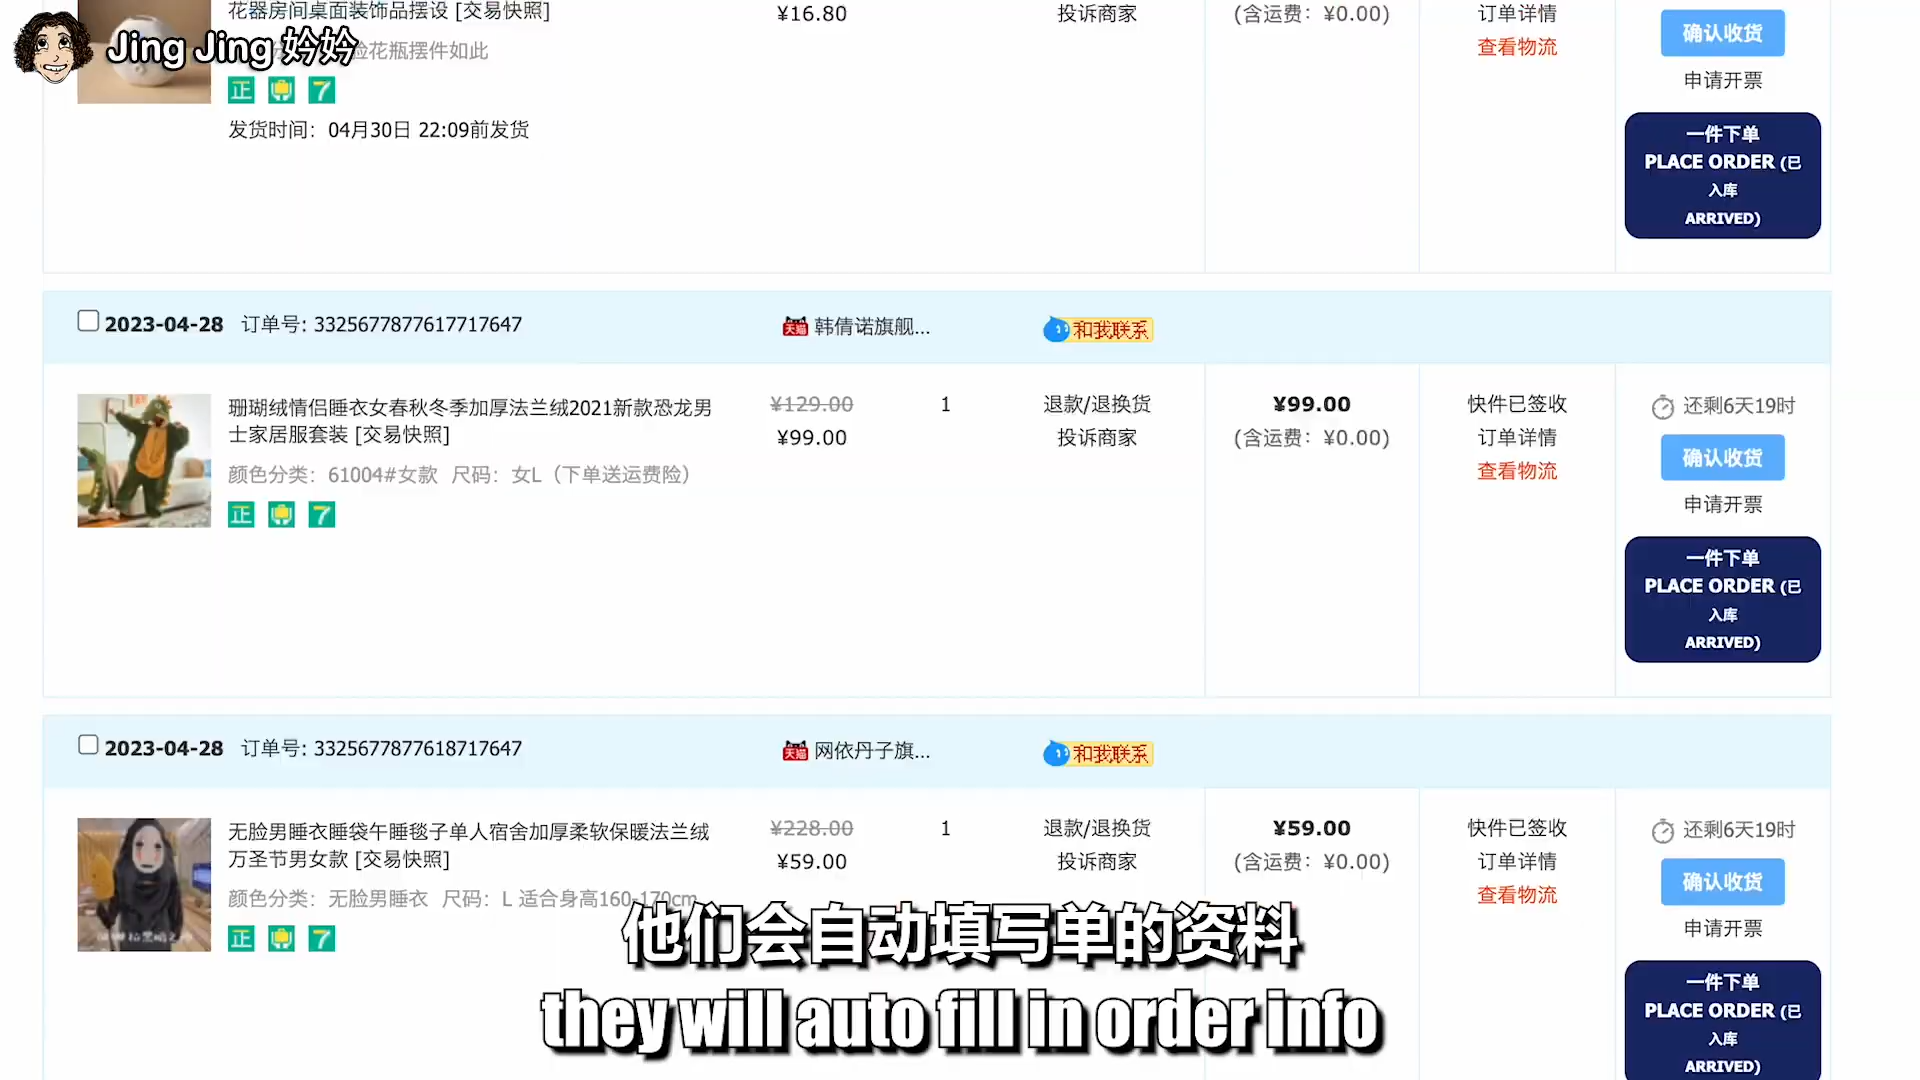 花器房间桌面装饰品摆设 [交易快照]
¥16.80
投诉商家
(含运费：¥0.00)
订单详情
确认收货
Jing Jing 妗妗
脸花瓶摆件如此
查看物流
申请开票
正 7
发货时间：04月30日 22:09前发货
一件下单
PLACE ORDER (已
入库
ARRIVED)
2023-04-28 订单号: 3325677877617717647
天猫 韩倩诺旗舰...
和我联系
珊瑚绒情侣睡衣女春秋冬季加厚法兰绒2021新款恐龙男
士家居服套装 [交易快照]
颜色分类：61004#女款 尺码：女L（下单送运费险）
正 7
¥129.00
¥99.00
1
退款/退换货
投诉商家
¥99.00
(含运费：¥0.00)
快件已签收
订单详情
查看物流
还剩6天19时
确认收货
申请开票
一件下单
PLACE ORDER (已
入库
ARRIVED)
2023-04-28 订单号: 3325677877618717647
天猫 网依丹子旗...
和我联系
无脸男睡衣睡袋午睡毯子单人宿舍加厚柔软保暖法兰绒
万圣节男女款 [交易快照]
颜色分类：无脸男睡衣 尺码：L 适合身高160-170cm
正 7
¥228.00
¥59.00
1
退款/退换货
投诉商家
¥59.00
(含运费：¥0.00)
快件已签收
订单详情
查看物流
还剩6天19时
确认收货
申请开票
一件下单
PLACE ORDER (已
入库
ARRIVED)
他们会自动填写单的资料
they will auto fill in order info